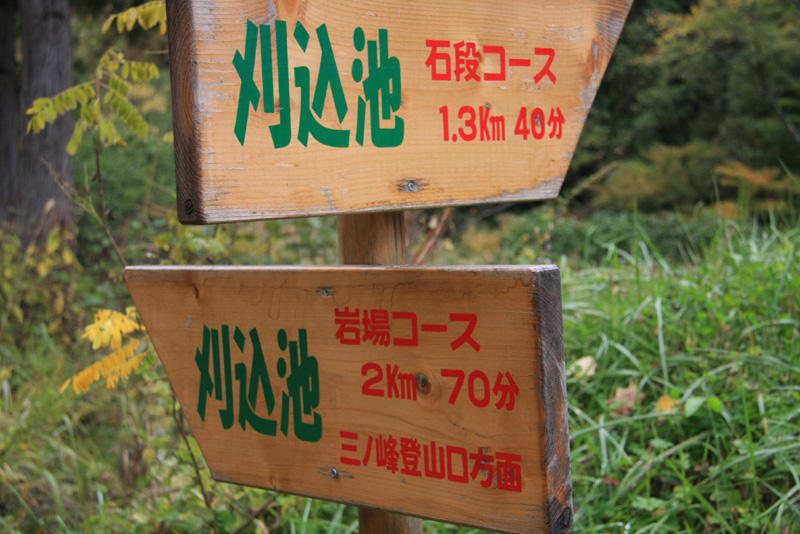 刈込池
石段コース
1.3Km 40分
刈込池
岩場コース
2Km 70分
三ノ峰登山口方面